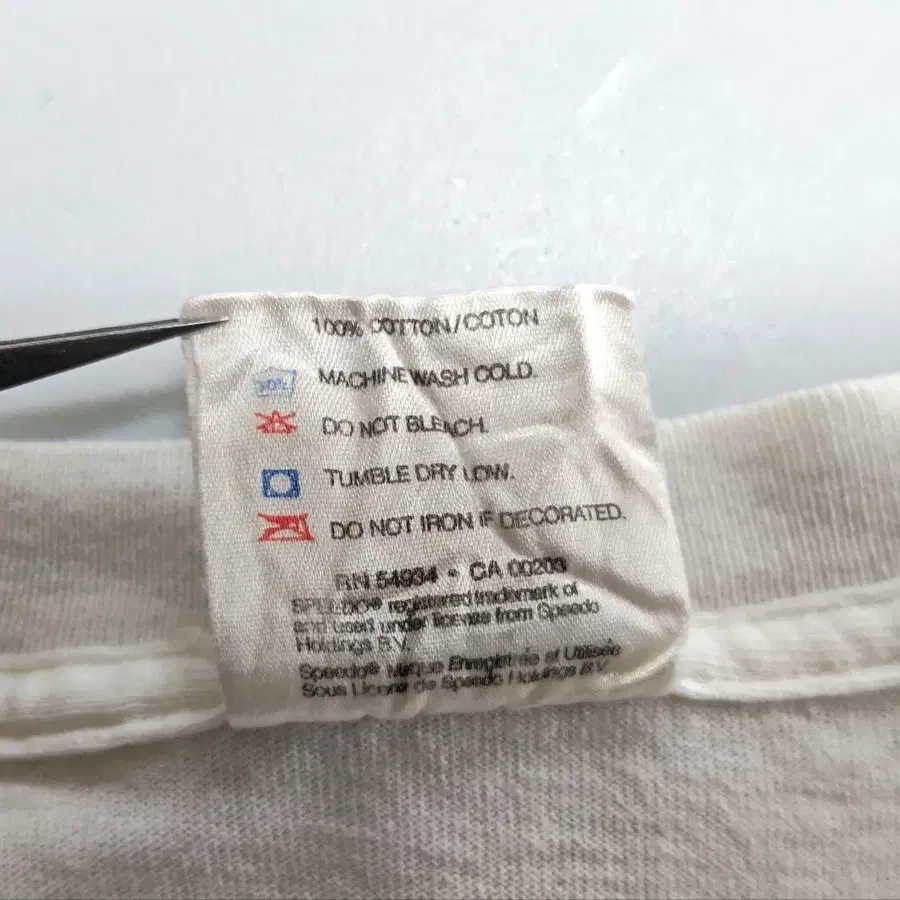 100% COTTON/COTON
30°C MACHINE WASH COLD.
DO NOT BLEACH.
TUMBLE DRY LOW.
DO NOT IRON IF DECORATED.
RN 54934 • CA 00203
SPEEDO® registered trademark of
and used under license from Speedo
Holdings B.V.
Speedo® Marque Enregistrée et Utilisée
Sous Licence de Speedo Holdings B.V.